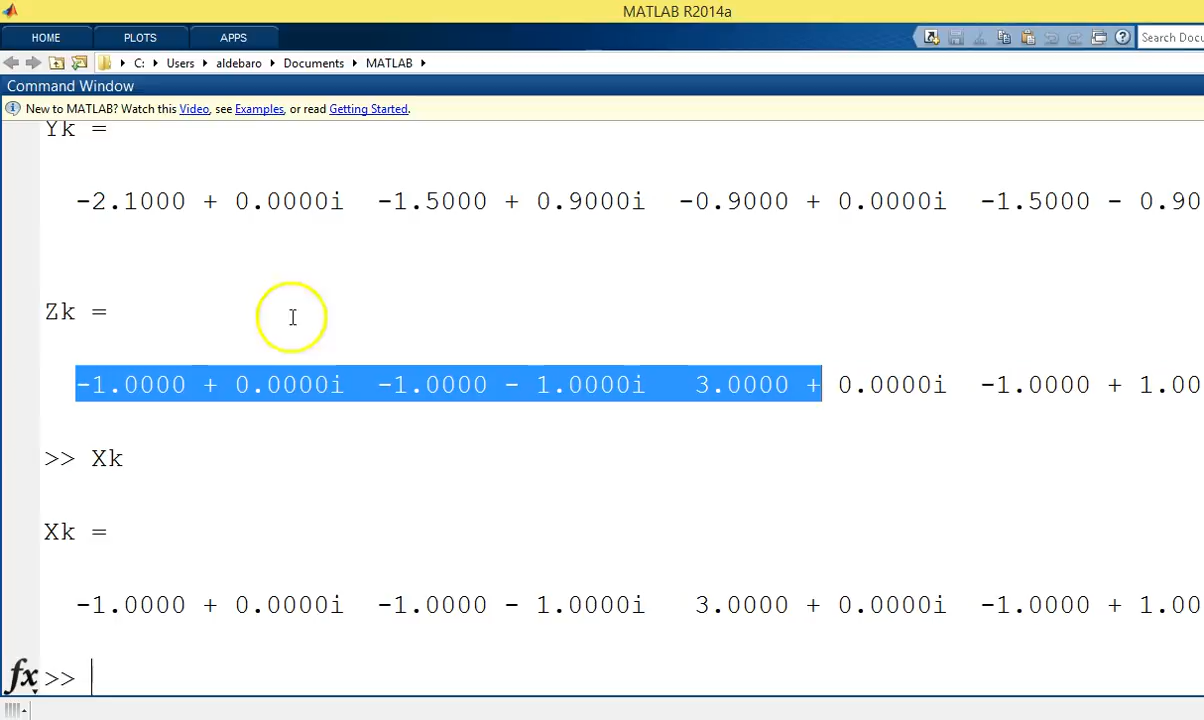 MATLAB R2014a
HOME PLOTS APPS
Search Docu
C: Users aldebaro Documents MATLAB
Command Window
New to MATLAB? Watch this Video, see Examples, or read Getting Started.
Yk =
-2.1000 + 0.0000i -1.5000 + 0.9000i -0.9000 + 0.0000i -1.5000 - 0.90
Zk =
-1.0000 + 0.0000i -1.0000 - 1.0000i 3.0000 + 0.0000i -1.0000 + 1.00
>> Xk
Xk =
-1.0000 + 0.0000i -1.0000 - 1.0000i 3.0000 + 0.0000i -1.0000 + 1.00
fx >>